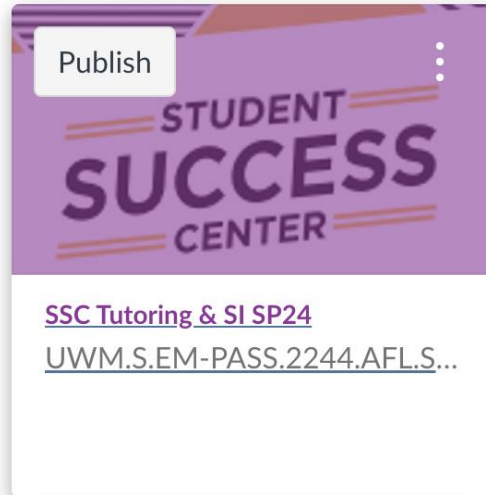 Publish
STUDENT
SUCCESS
CENTER
SSC Tutoring & SI SP24
UWM.S.EM-PASS.2244.AFL.S...